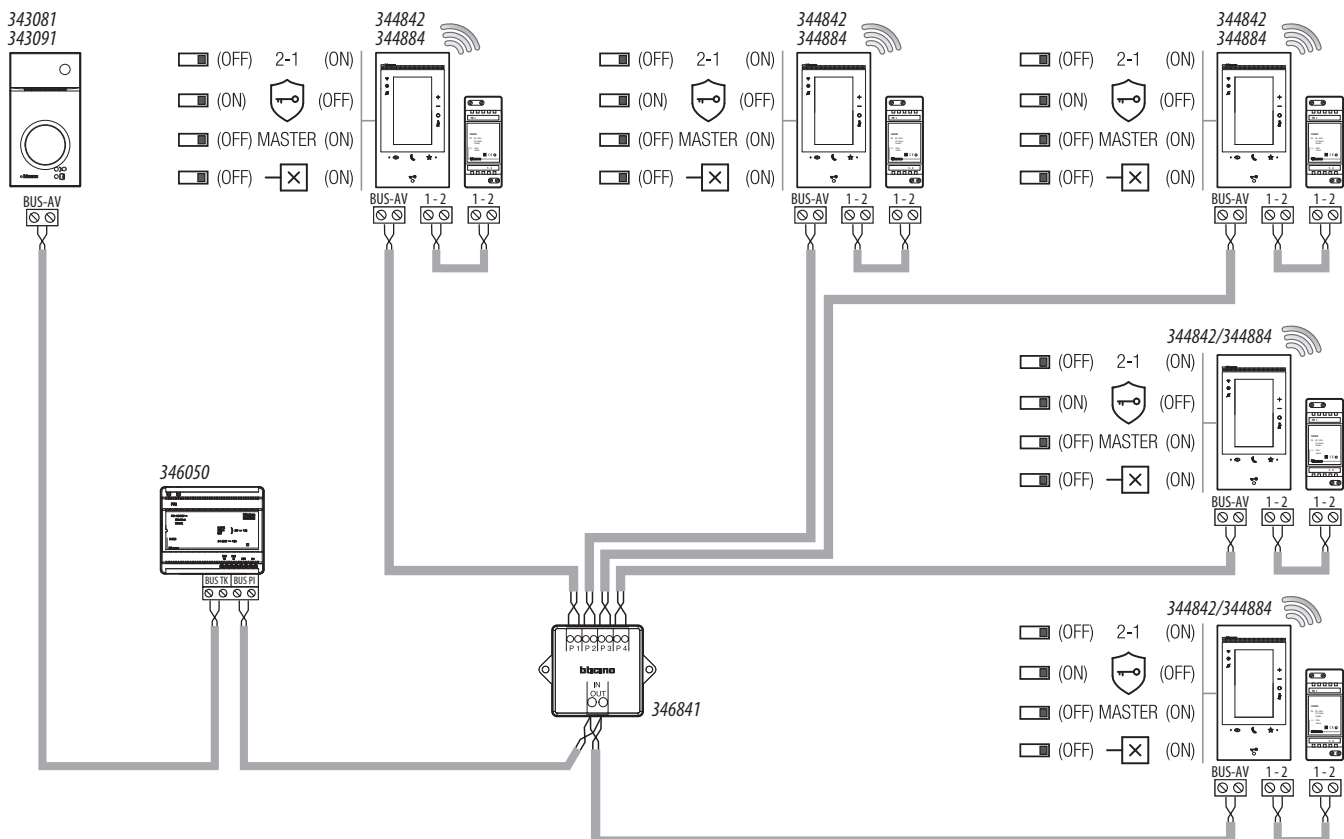 343081
343091
344842
344884
(OFF) 2-1 (ON)
(ON) (OFF)
(OFF) MASTER (ON)
(OFF) (ON)
BUS-AV 1 - 2 1 - 2
344842
344884
(OFF) 2-1 (ON)
(ON) (OFF)
(OFF) MASTER (ON)
(OFF) (ON)
BUS-AV 1 - 2 1 - 2
344842
344884
(OFF) 2-1 (ON)
(ON) (OFF)
(OFF) MASTER (ON)
(OFF) (ON)
BUS-AV 1 - 2 1 - 2
BUS-AV
344842/344884
(OFF) 2-1 (ON)
(ON) (OFF)
(OFF) MASTER (ON)
(OFF) (ON)
BUS-AV 1 - 2 1 - 2
346050
BUS TK BUS PI
P1 P2 P3 P4
bticino
IN
OUT
346841
344842/344884
(OFF) 2-1 (ON)
(ON) (OFF)
(OFF) MASTER (ON)
(OFF) (ON)
BUS-AV 1 - 2 1 - 2